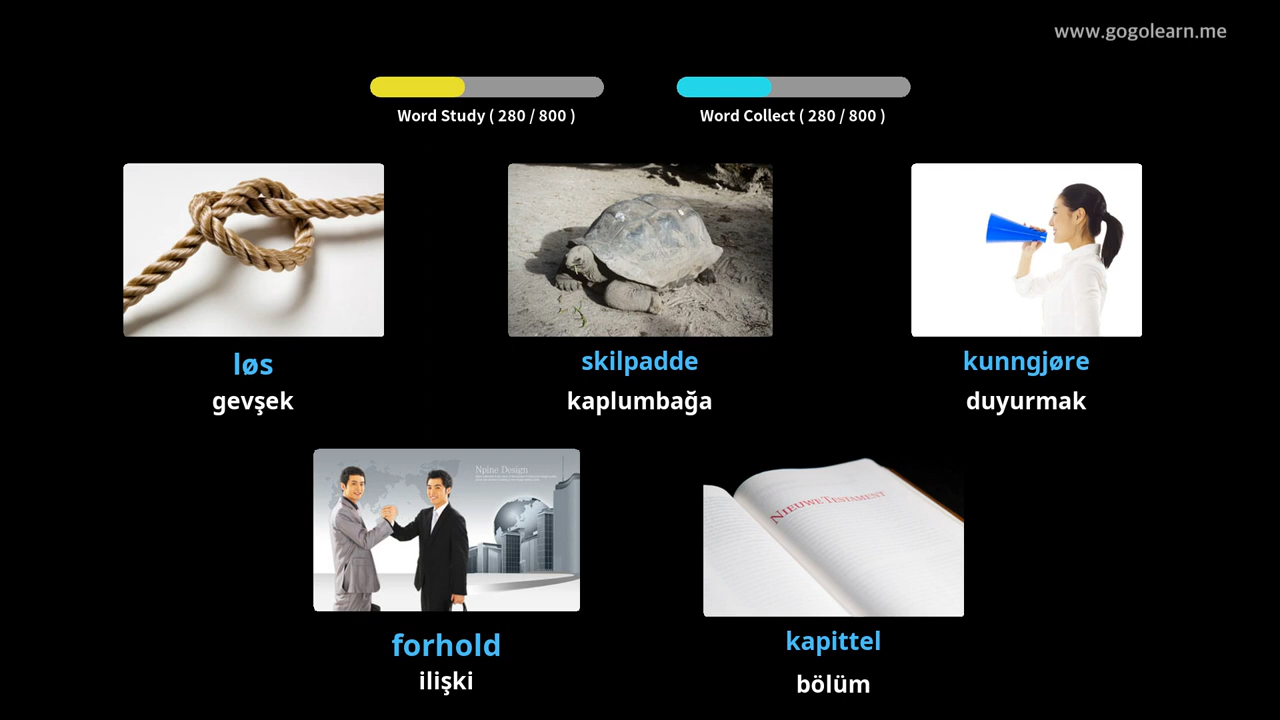 www.gogolearn.me
Word Study ( 280 / 800 )
Word Collect ( 280 / 800 )
løs
gevşek
skilpadde
kaplumbağa
kunngjøre
duyurmak
Npine Design
NIEUWE TESTAMENT
forhold
ilişki
kapittel
bölüm